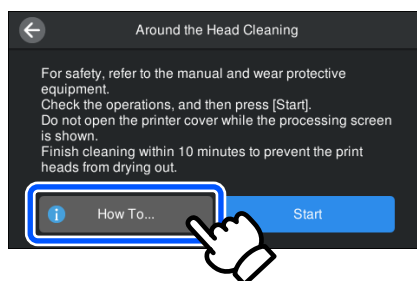 Around the Head Cleaning
For safety, refer to the manual and wear protective
equipment.
Check the operations, and then press [Start].
Do not open the printer cover while the processing screen
is shown.
Finish cleaning within 10 minutes to prevent the print
heads from drying out.
How To...
Start